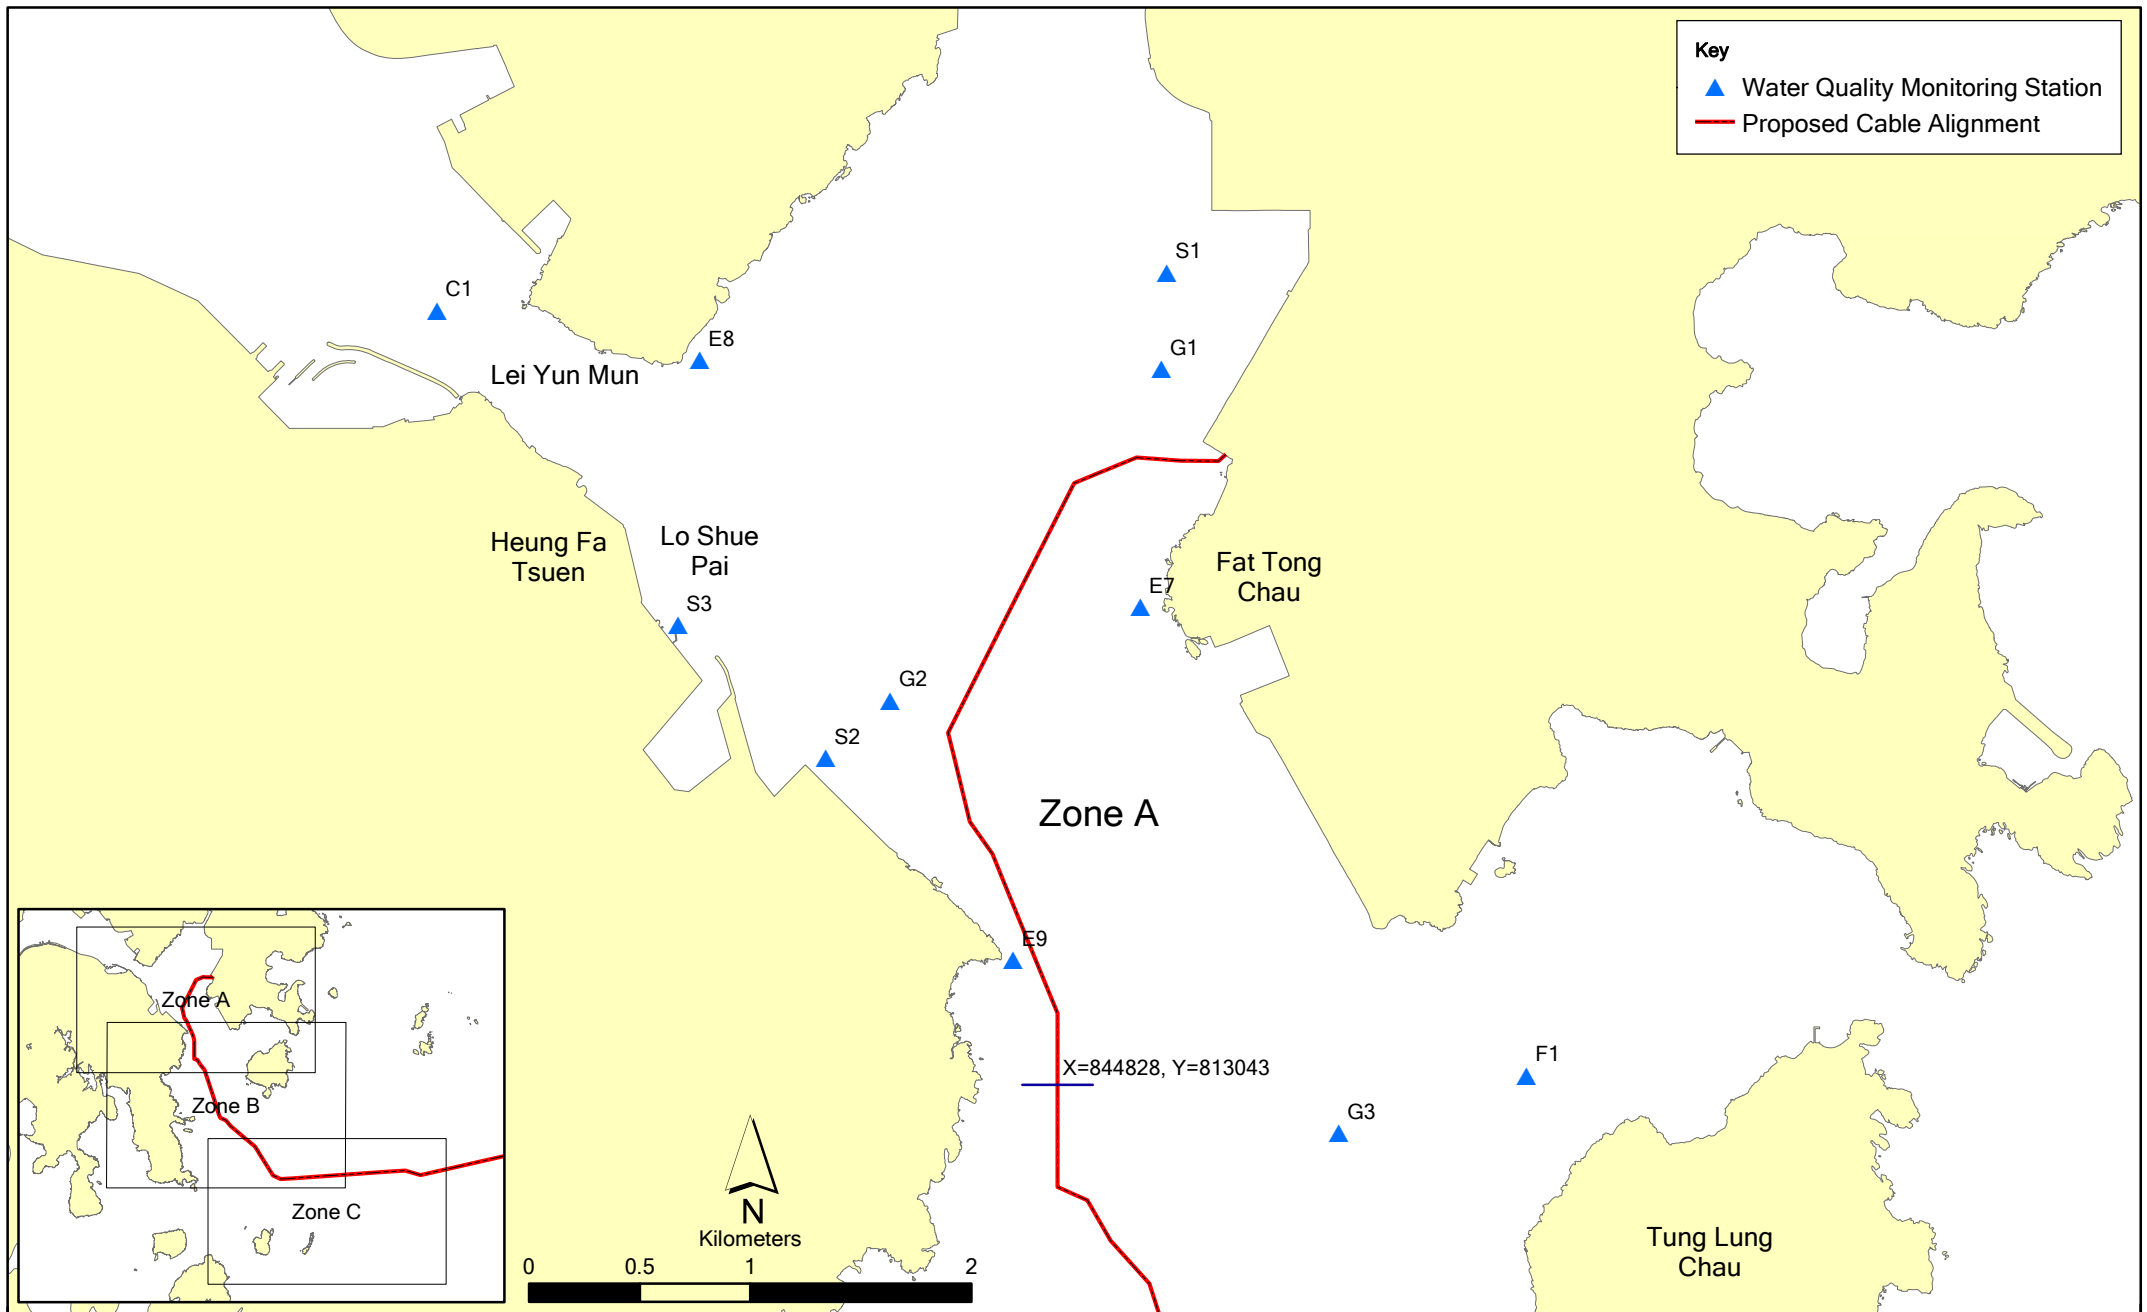 Key
Water Quality Monitoring Station
Proposed Cable Alignment
S1
C1
E8
G1
Lei Yun Mun
Heung Fa
Tsuen
Lo Shue
Pai
Fat Tong
Chau
E7
S3
G2
S2
Zone A
E9
X=844828, Y=813043
F1
G3
Tung Lung
Chau
Zone A
Zone B
Zone C
N
Kilometers
0 0.5 1 2